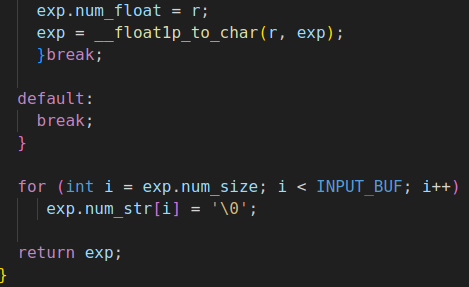 exp.num_float = r;
exp = __float1p_to_char(r, exp);
}break;
default:
break;
}
for (int i = exp.num_size; i < INPUT_BUF; i++)
exp.num_str[i] = '\0';
return exp;
}